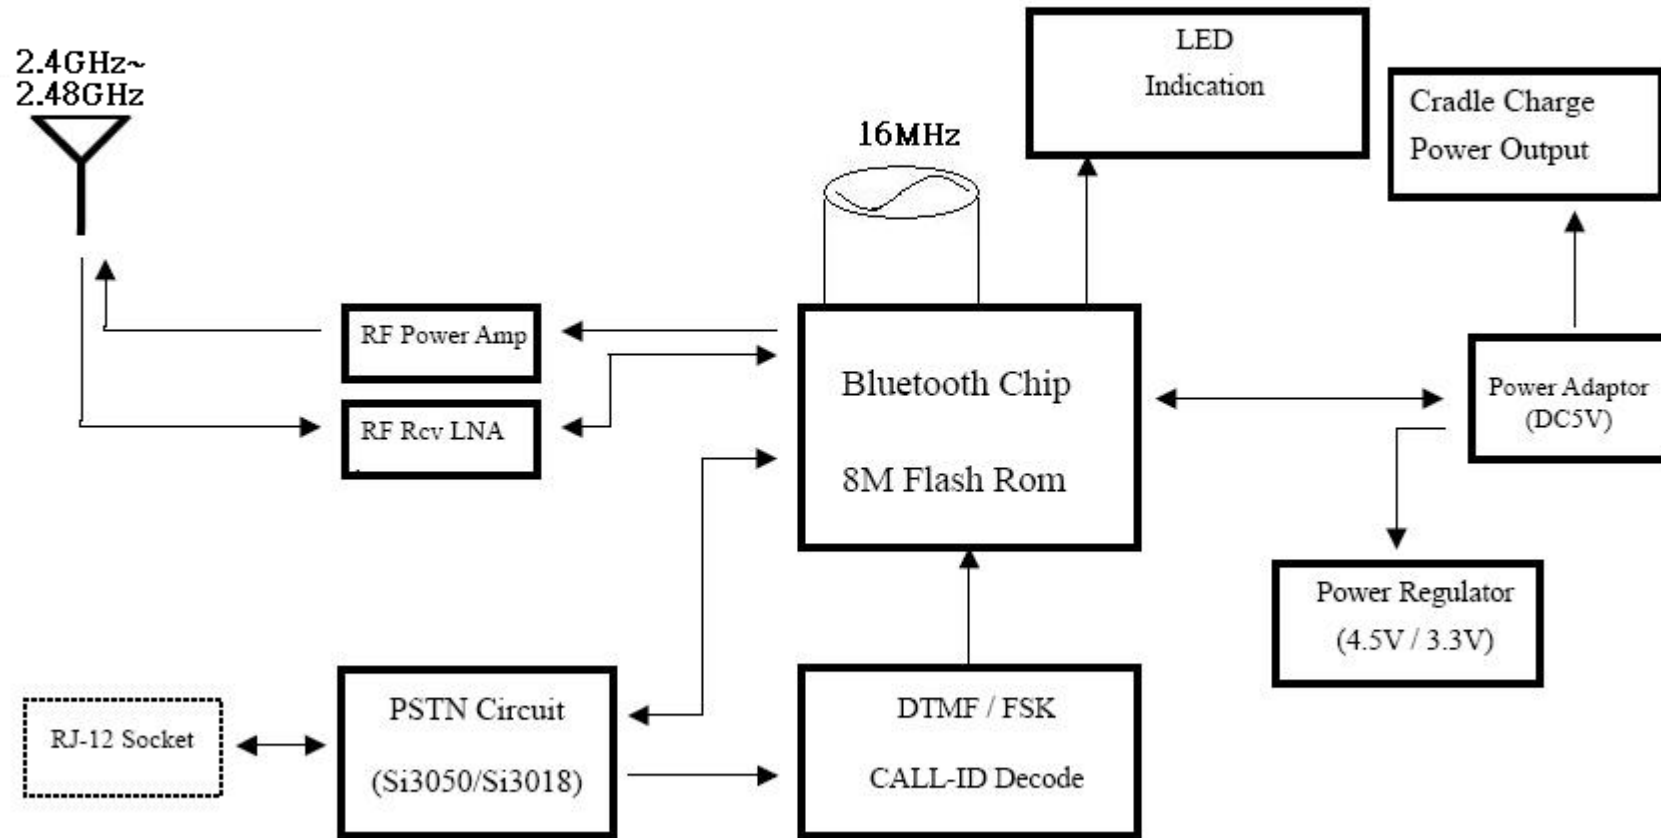 2.4GHz~
2.48GHz
16MHz
LED
Indication
Cradle Charge
Power Output
RF Power Amp
RF Rcv LNA
Bluetooth Chip
8M Flash Rom
Power Adaptor
(DC5V)
Power Regulator
(4.5V / 3.3V)
RJ-12 Socket
PSTN Circuit
(Si3050/Si3018)
DTMF / FSK
CALL-ID Decode